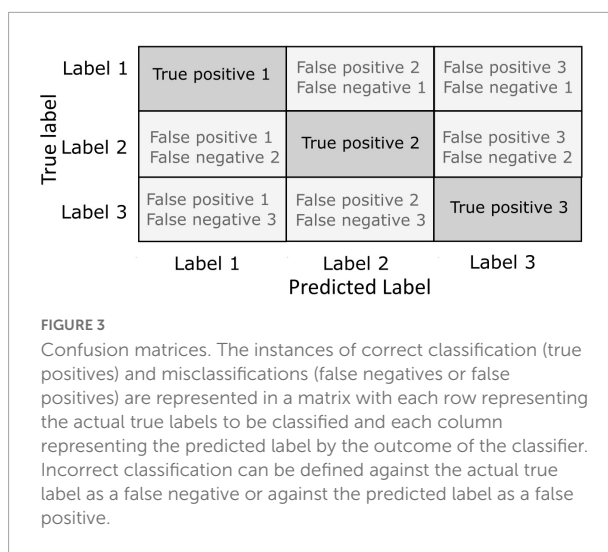 Label 1
True positive 1
False positive 2
False negative 1
False positive 3
False negative 1
True label
Label 2
False positive 1
False negative 2
True positive 2
False positive 3
False negative 2
Label 3
False positive 1
False negative 3
False positive 2
False negative 3
True positive 3
Label 1
Label 2
Label 3
Predicted Label
FIGURE 3
Confusion matrices. The instances of correct classification (true
positives) and misclassifications (false negatives or false
positives) are represented in a matrix with each row representing
the actual true labels to be classified and each column
representing the predicted label by the outcome of the classifier.
Incorrect classification can be defined against the actual true
label as a false negative or against the predicted label as a false
positive.